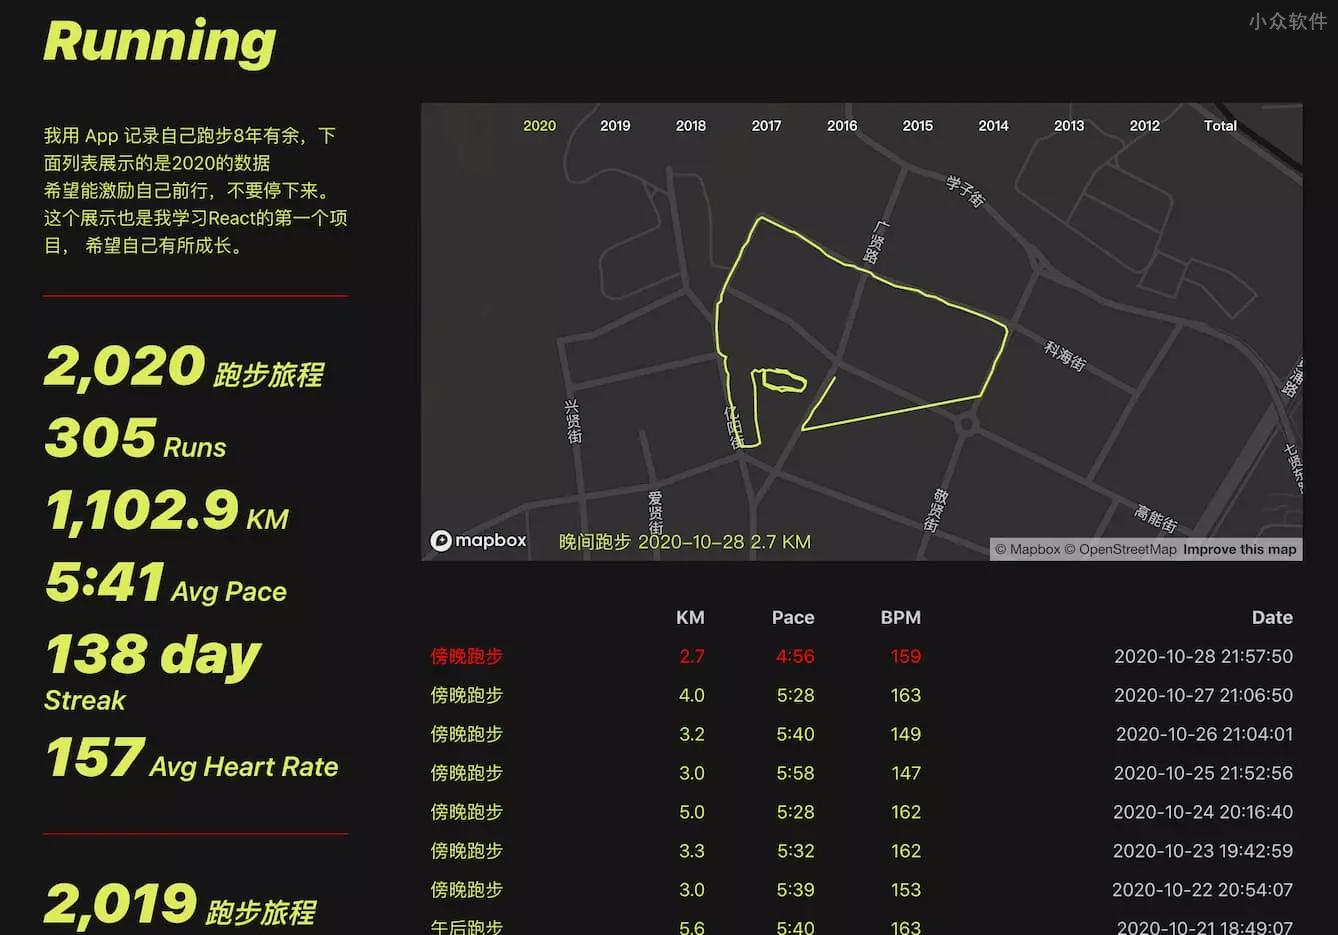 小众软件
Running
我用 App 记录自己跑步8年有余，下
面列表展示的是2020的数据
希望能激励自己前行，不要停下来。
这个展示也是我学习React的第一个项
目， 希望自己有所成长。
2,020 跑步旅程
305 Runs
1,102.9 KM
5:41 Avg Pace
138 day
Streak
157 Avg Heart Rate
2,019 跑步旅程
2020 2019 2018 2017 2016 2015 2014 2013 2012 Total
学子街
广贤路
科海街
兴贤街
亿阳街
爱贤街
敬贤街
高能街
七贤东路
mapbox
晚间跑步 2020-10-28 2.7 KM
© Mapbox © OpenStreetMap Improve this map
KM Pace BPM Date
傍晚跑步 2.7 4:56 159 2020-10-28 21:57:50
傍晚跑步 4.0 5:28 163 2020-10-27 21:06:50
傍晚跑步 3.2 5:40 149 2020-10-26 21:04:01
傍晚跑步 3.0 5:58 147 2020-10-25 21:52:56
傍晚跑步 5.0 5:28 162 2020-10-24 20:16:40
傍晚跑步 3.3 5:32 162 2020-10-23 19:42:59
傍晚跑步 3.0 5:39 153 2020-10-22 20:54:07
午后跑步 5.6 5:40 163 2020-10-21 18:49:07